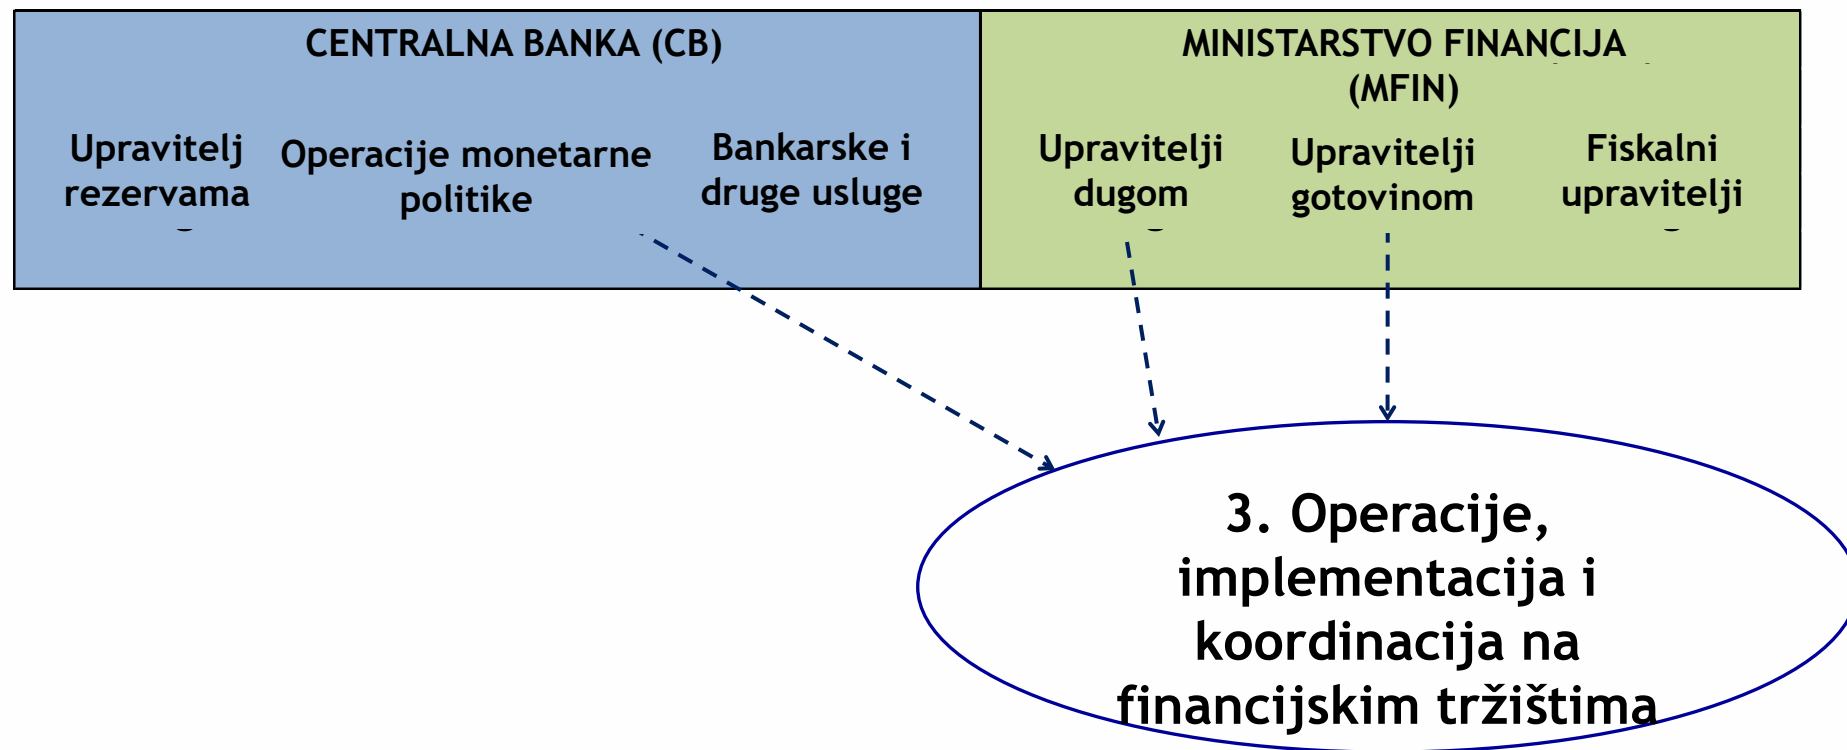 CENTRALNA BANKA (CB)
MINISTARSTVO FINANCIJA
(MFIN)
Upravitelj
rezervama
Operacije monetarne
politike
Bankarske i
druge usluge
Upravitelji
dugom
Upravitelji
gotovinom
Fiskalni
upravitelji
3. Operacije,
implementacija i
koordinacija na
financijskim tržištima